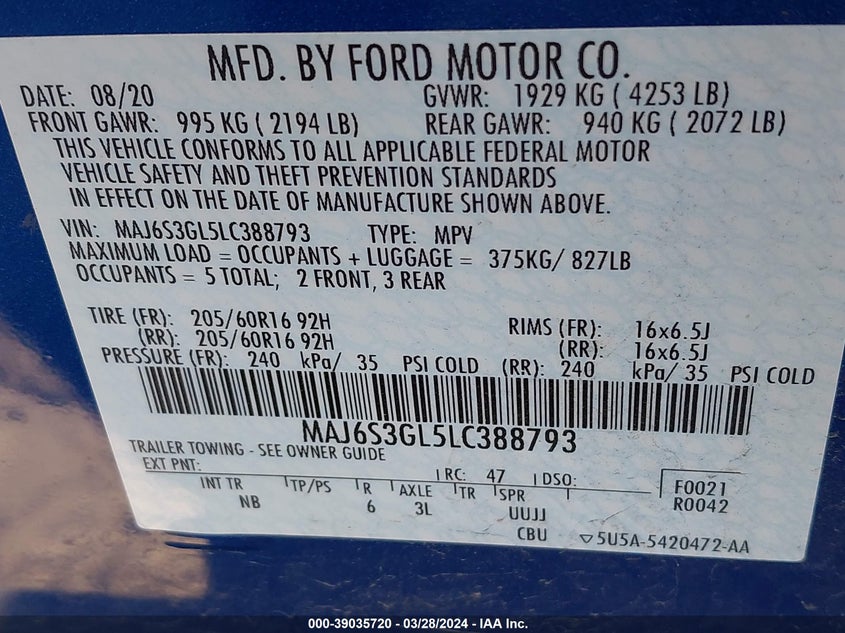 MFD. BY FORD MOTOR CO.
DATE: 08/20 GVWR: 1929 KG ( 4253 LB)
FRONT GAWR: 995 KG ( 2194 LB) REAR GAWR: 940 KG ( 2072 LB)
THIS VEHICLE CONFORMS TO ALL APPLICABLE FEDERAL MOTOR
VEHICLE SAFETY AND THEFT PREVENTION STANDARDS
IN EFFECT ON THE DATE OF MANUFACTURE SHOWN ABOVE.
VIN: MAJ6S3GL5LC388793 TYPE: MPV
MAXIMUM LOAD = OCCUPANTS + LUGGAGE = 375KG/ 827LB
OCCUPANTS = 5 TOTAL; 2 FRONT, 3 REAR
TIRE (FR): 205/60R16 92H RIMS (FR): 16x6.5J
(RR): 205/60R16 92H (RR): 16x6.5J
PRESSURE (FR): 240 kPa/ 35 PSI COLD (RR): 240 kPa/ 35 PSI COLD
MAJ6S3GL5LC388793
TRAILER TOWING - SEE OWNER GUIDE
EXT PNT: RC: 47 DSO:
INT TR TP/PS R AXLE TR SPR F0021
NB 6 3L UUJJ R0042
CBU ▽5U5A-5420472-AA
000-39035720 — 03/28/2024 — IAA Inc.